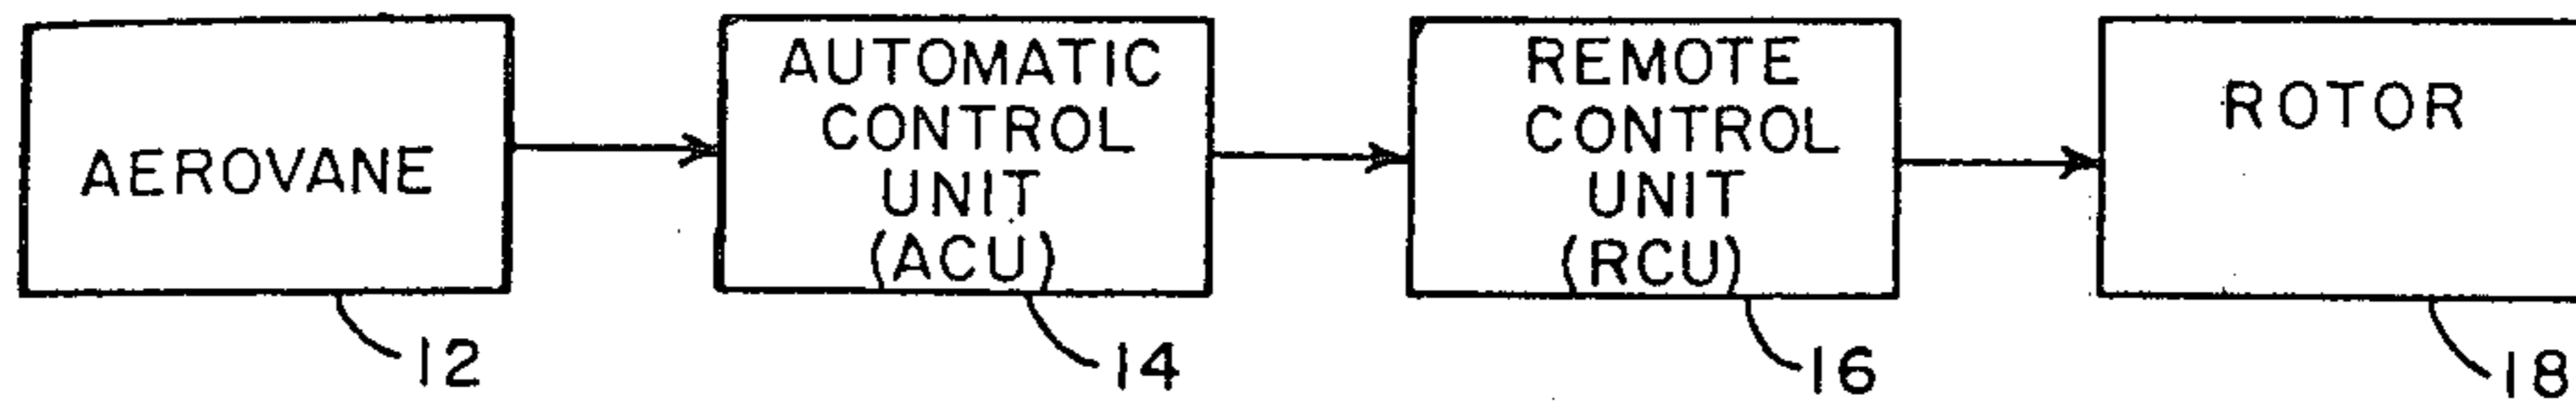 AEROVANE
12
AUTOMATIC
CONTROL
UNIT
(ACU)
14
REMOTE
CONTROL
UNIT
(RCU)
16
ROTOR
18